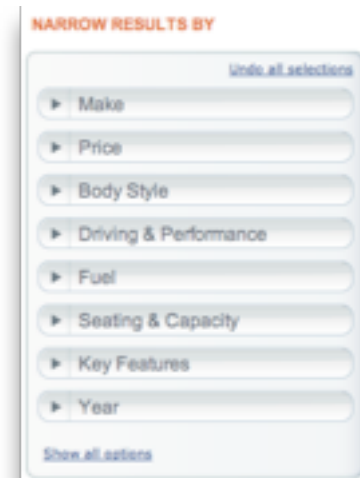 NARROW RESULTS BY
Undo all selections
Make
Price
Body Style
Driving & Performance
Fuel
Seating & Capacity
Key Features
Year
Show all options